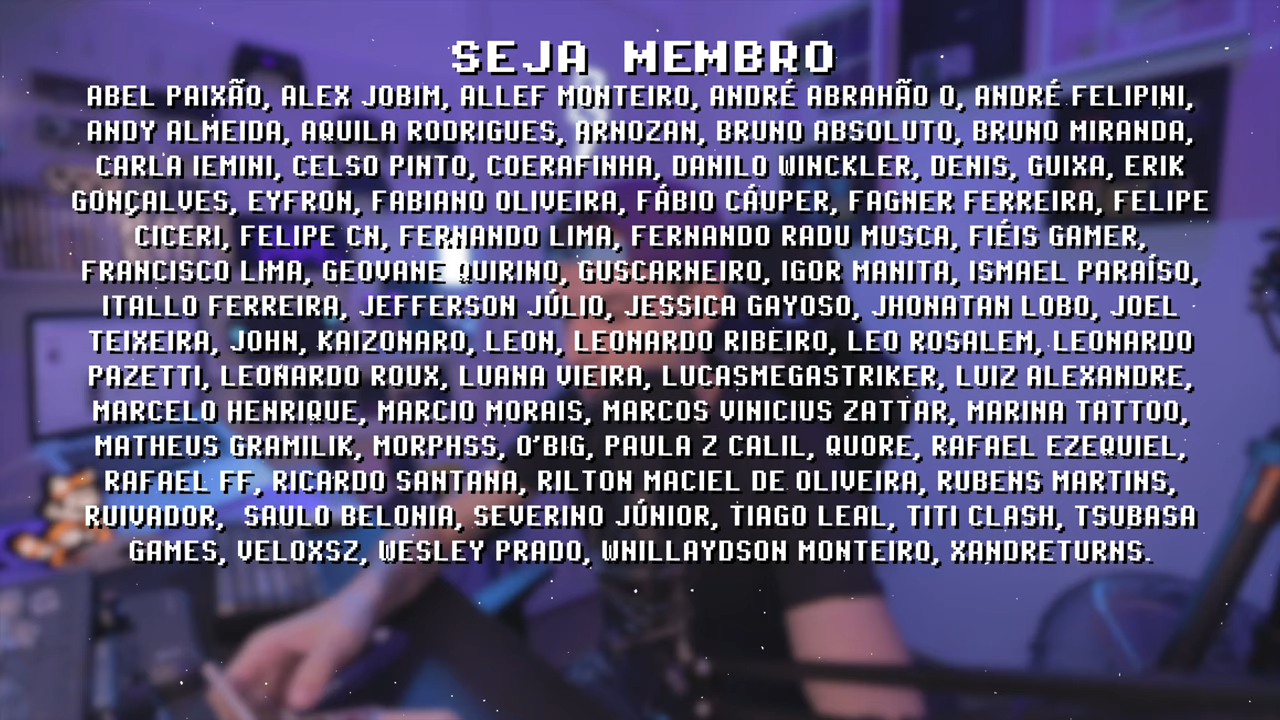 SEJA MEMBRO
ABEL PAIXÃO, ALEX JOBIM, ALLEF MONTEIRO, ANDRÉ ABRAHÃO O, ANDRÉ FELIPINI,
ANDY ALMEIDA, AQUILA RODRIGUES, ARNOZAN, BRUNO ABSOLUTO, BRUNO MIRANDA,
CARLA IEMINI, CELSO PINTO, COERAFINHA, DANILO WINCKLER, DENIS, GUIXA, ERIK
GONÇALVES, EYFRON, FABIANO OLIVEIRA, FÁBIO CÁUPER, FAGNER FERREIRA, FELIPE
CICERI, FELIPE CN, FERNANDO LIMA, FERNANDO RADU MUSCA, FIÉIS GAMER,
FRANCISCO LIMA, GEOVANE QUIRINO, GUSCARNEIRO, IGOR MANITA, ISMAEL PARAÍSO,
ITALLO FERREIRA, JEFFERSON JÚLIO, JESSICA GAYOSO, JHONATAN LOBO, JOEL
TEIXEIRA, JOHN, KAIZONARO, LEON, LEONARDO RIBEIRO, LEO ROSALEM, LEONARDO
PAZETTI, LEONARDO ROUX, LUANA VIEIRA, LUCASMEGASTRIKER, LUIZ ALEXANDRE,
MARCELO HENRIQUE, MARCIO MORAIS, MARCOS VINICIUS ZATTAR, MARINA TATTOO,
MATHEUS GRAMILIK, MORPHSS, O'BIG, PAULA Z CALIL, QUORE, RAFAEL EZEQUIEL,
RAFAEL FF, RICARDO SANTANA, RILTON MACIEL DE OLIVEIRA, RUBENS MARTINS,
RUIVADOR,  SAULO BELONIA, SEVERINO JÚNIOR, TIAGO LEAL, TITI CLASH, TSUBASA
GAMES, VELOXSZ, WESLEY PRADO, WNILLAYDSON MONTEIRO, XANDRETURNS.